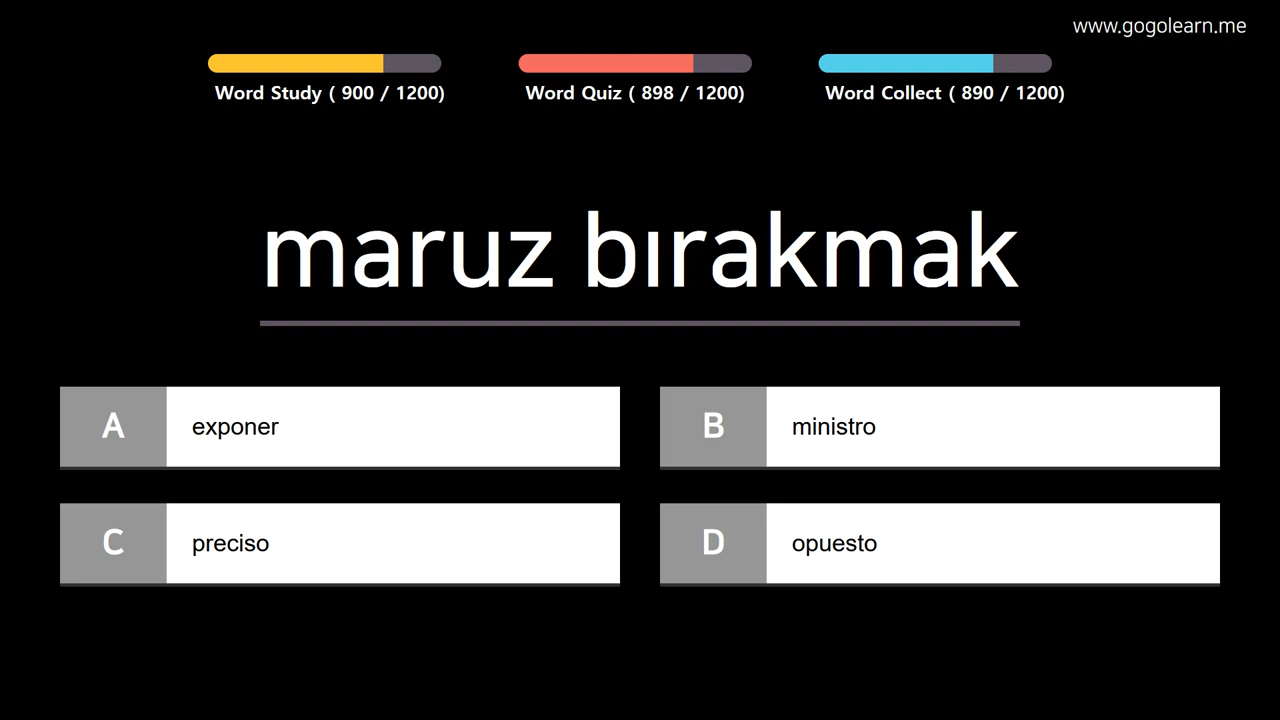 www.gogolearn.me
Word Study ( 900 / 1200)
Word Quiz ( 898 / 1200)
Word Collect ( 890 / 1200)
maruz bırakmak
A exponer
B ministro
C preciso
D opuesto